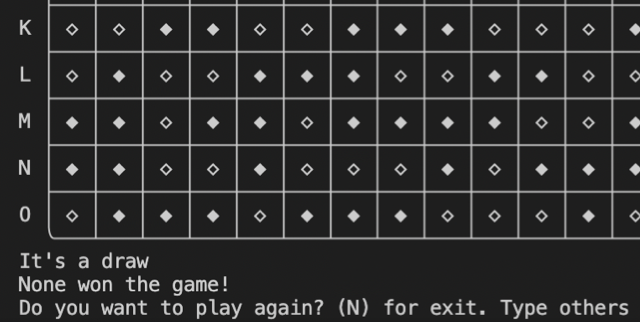 K ◇ ◇ ◆ ◆ ◇ ◇ ◆ ◆ ◆ ◇ ◇ ◇ ◆
L ◇ ◆ ◇ ◇ ◆ ◆ ◆ ◇ ◇ ◆ ◆ ◇ ◇
M ◆ ◆ ◇ ◆ ◆ ◇ ◆ ◆ ◆ ◆ ◇ ◇ ◆
N ◆ ◆ ◇ ◇ ◆ ◇ ◇ ◇ ◆ ◇ ◆ ◆ ◆
O ◇ ◆ ◆ ◆ ◇ ◆ ◆ ◆ ◇ ◇ ◇ ◆ ◇
It's a draw
None won the game!
Do you want to play again? (N) for exit. Type others